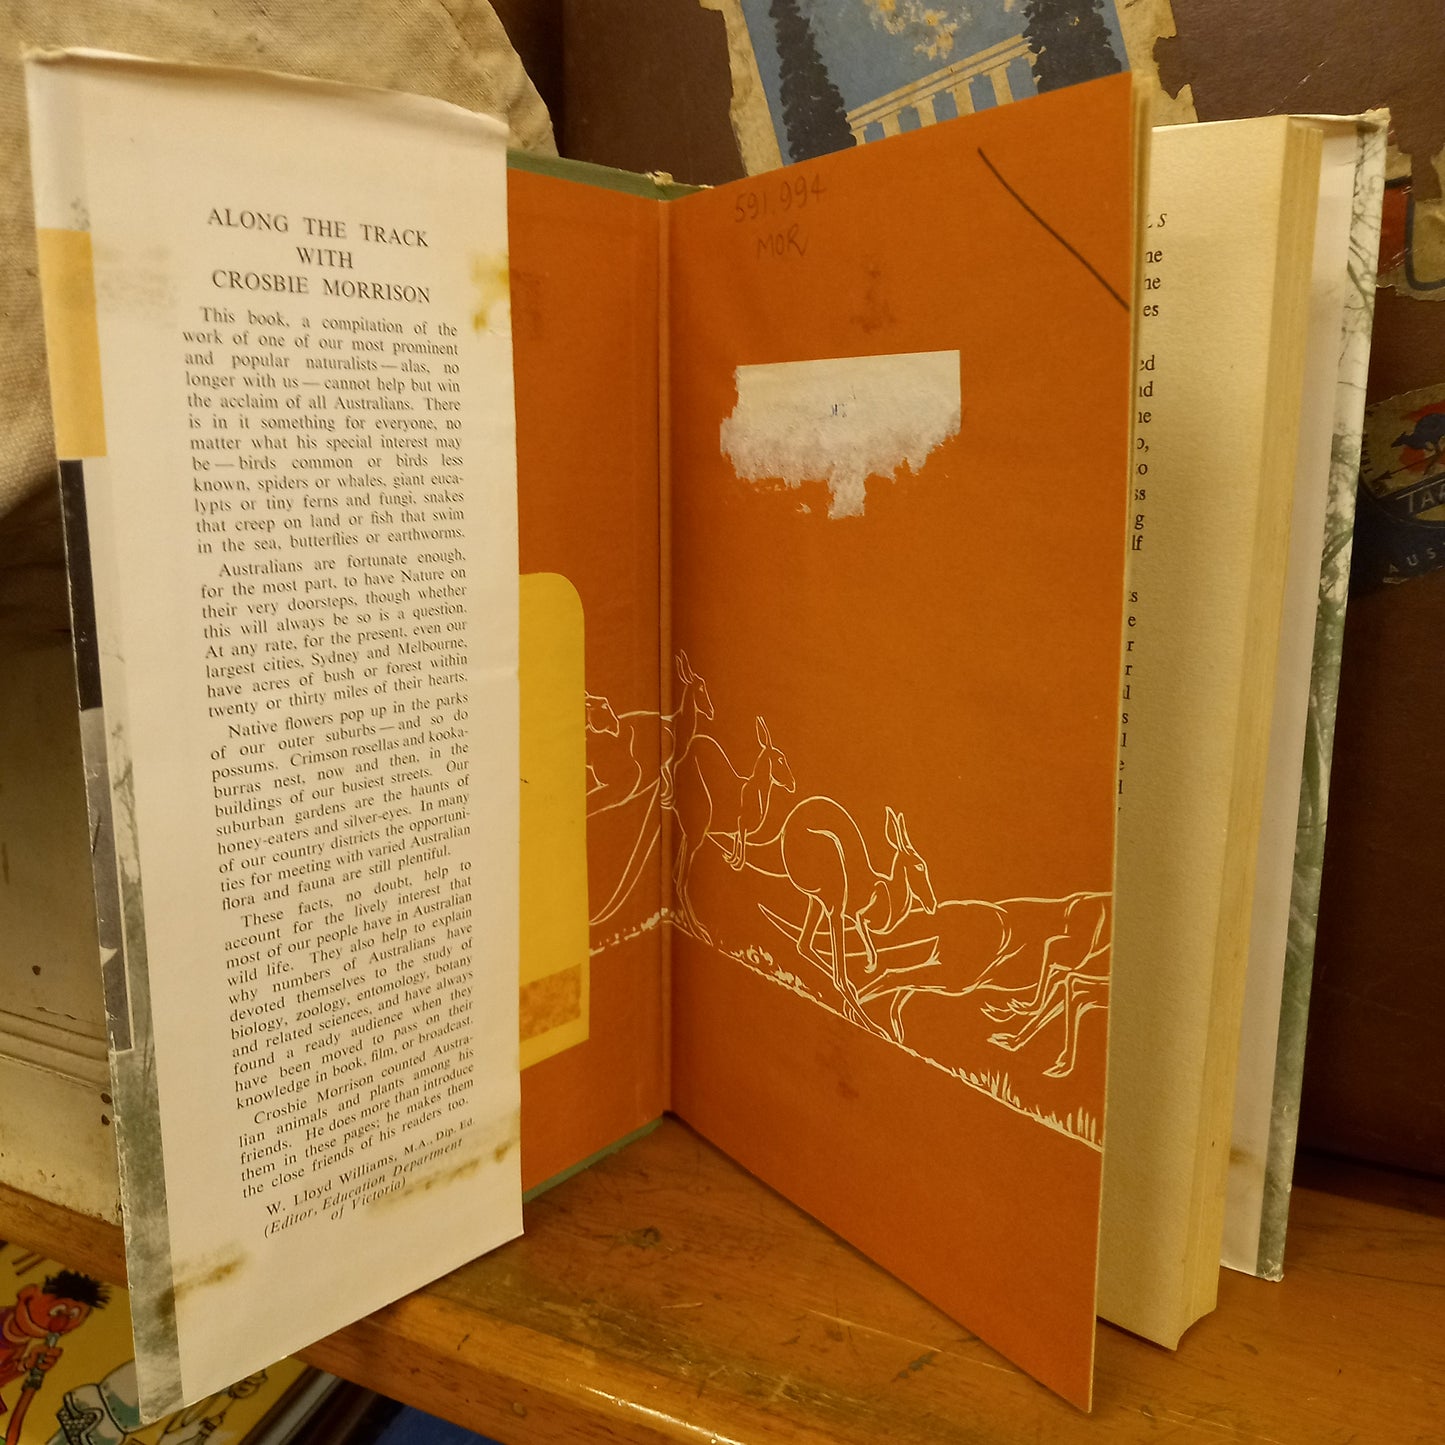 ALONG THE TRACK
WITH
CROSBIE MORRISON
This book, a compilation of the
work of one of our most prominent
and popular naturalists — alas, no
longer with us — cannot help but win
the acclaim of all Australians. There
is in it something for everyone, no
matter what his special interest may
be — birds common or birds less
known, spiders or whales, giant euca-
lypts or tiny ferns and fungi, snakes
that creep on land or fish that swim
in the sea, butterflies or earthworms.
Australians are fortunate enough,
for the most part, to have Nature on
their very doorsteps, though whether
this will always be so is a question.
At any rate, for the present, even our
largest cities, Sydney and Melbourne,
have acres of bush or forest within
twenty or thirty miles of their hearts.
Native flowers pop up in the parks
of our outer suburbs — and so do
possums. Crimson rosellas and kooka-
burras nest, now and then, in the
buildings of our busiest streets. Our
suburban gardens are the haunts of
honey-eaters and silver-eyes. In many
of our country districts the opportuni-
ties for meeting with varied Australian
flora and fauna are still plentiful.
These facts, no doubt, help to
account for the lively interest that
most of our people have in Australian
wild life. They also help to explain
why numbers of Australians have
devoted themselves to the study of
biology, zoology, entomology, botany
and related sciences, and have always
found a ready audience when they
have been moved to pass on their
knowledge in book, film, or broadcast.
Crosbie Morrison counted Austra-
lian animals and plants among his
friends. He does more than introduce
them in these pages; he makes them
the close friends of his readers too.
W. Lloyd Williams, M.A., Dip. Ed.
(Editor, Education Department
of Victoria)
591.994
MOR